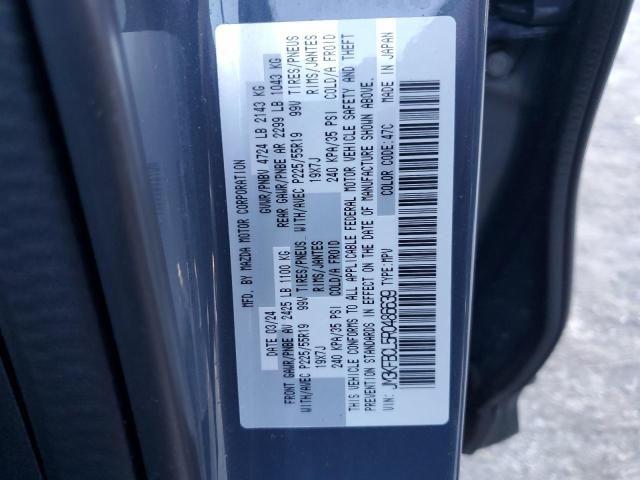 MFD. BY MAZDA MOTOR CORPORATION
DATE 03/24 GVWR/PNBV 4724 LB 2143 KG
FRONT GAWR/PNBE AV 2425 LB 1100 KG REAR GAWR/PNBE AR 2299 LB 1043 KG
WITH/AVEC P225/55R19 99V TIRES/PNEUS WITH/AVEC P225/55R19 99V TIRES/PNEUS
19X7J RIMS/JANTES 19X7J RIMS/JANTES
240 KPA/35 PSI COLD/A FROID 240 KPA/35 PSI COLD/A FROID
THIS VEHICLE CONFORMS TO ALL APPLICABLE FEDERAL MOTOR VEHICLE SAFETY AND THEFT
PREVENTION STANDARDS IN EFFECT ON THE DATE OF MANUFACTURE SHOWN ABOVE.
VIN: JM3KFBCL5R0486639 TYPE:MPV COLOR CODE:47C MADE IN JAPAN